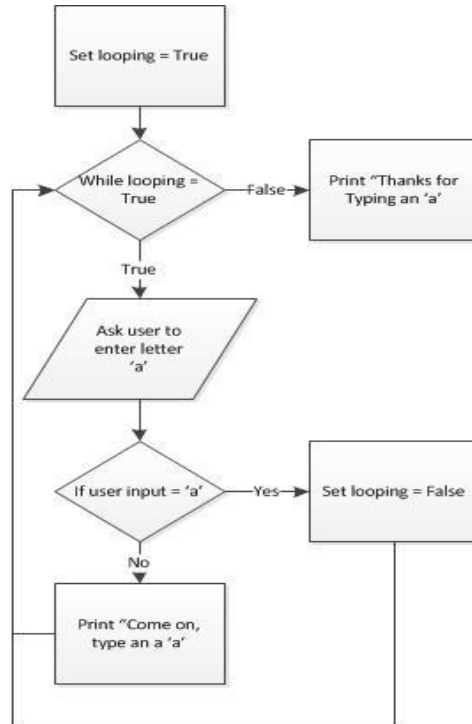 Set looping = True
While looping =
True
False
Print “Thanks for
Typing an ‘a’
True
Ask user to
enter letter
‘a’
If user input = ‘a’
Yes
Set looping = False
No
Print “Come on,
type an a ‘a’